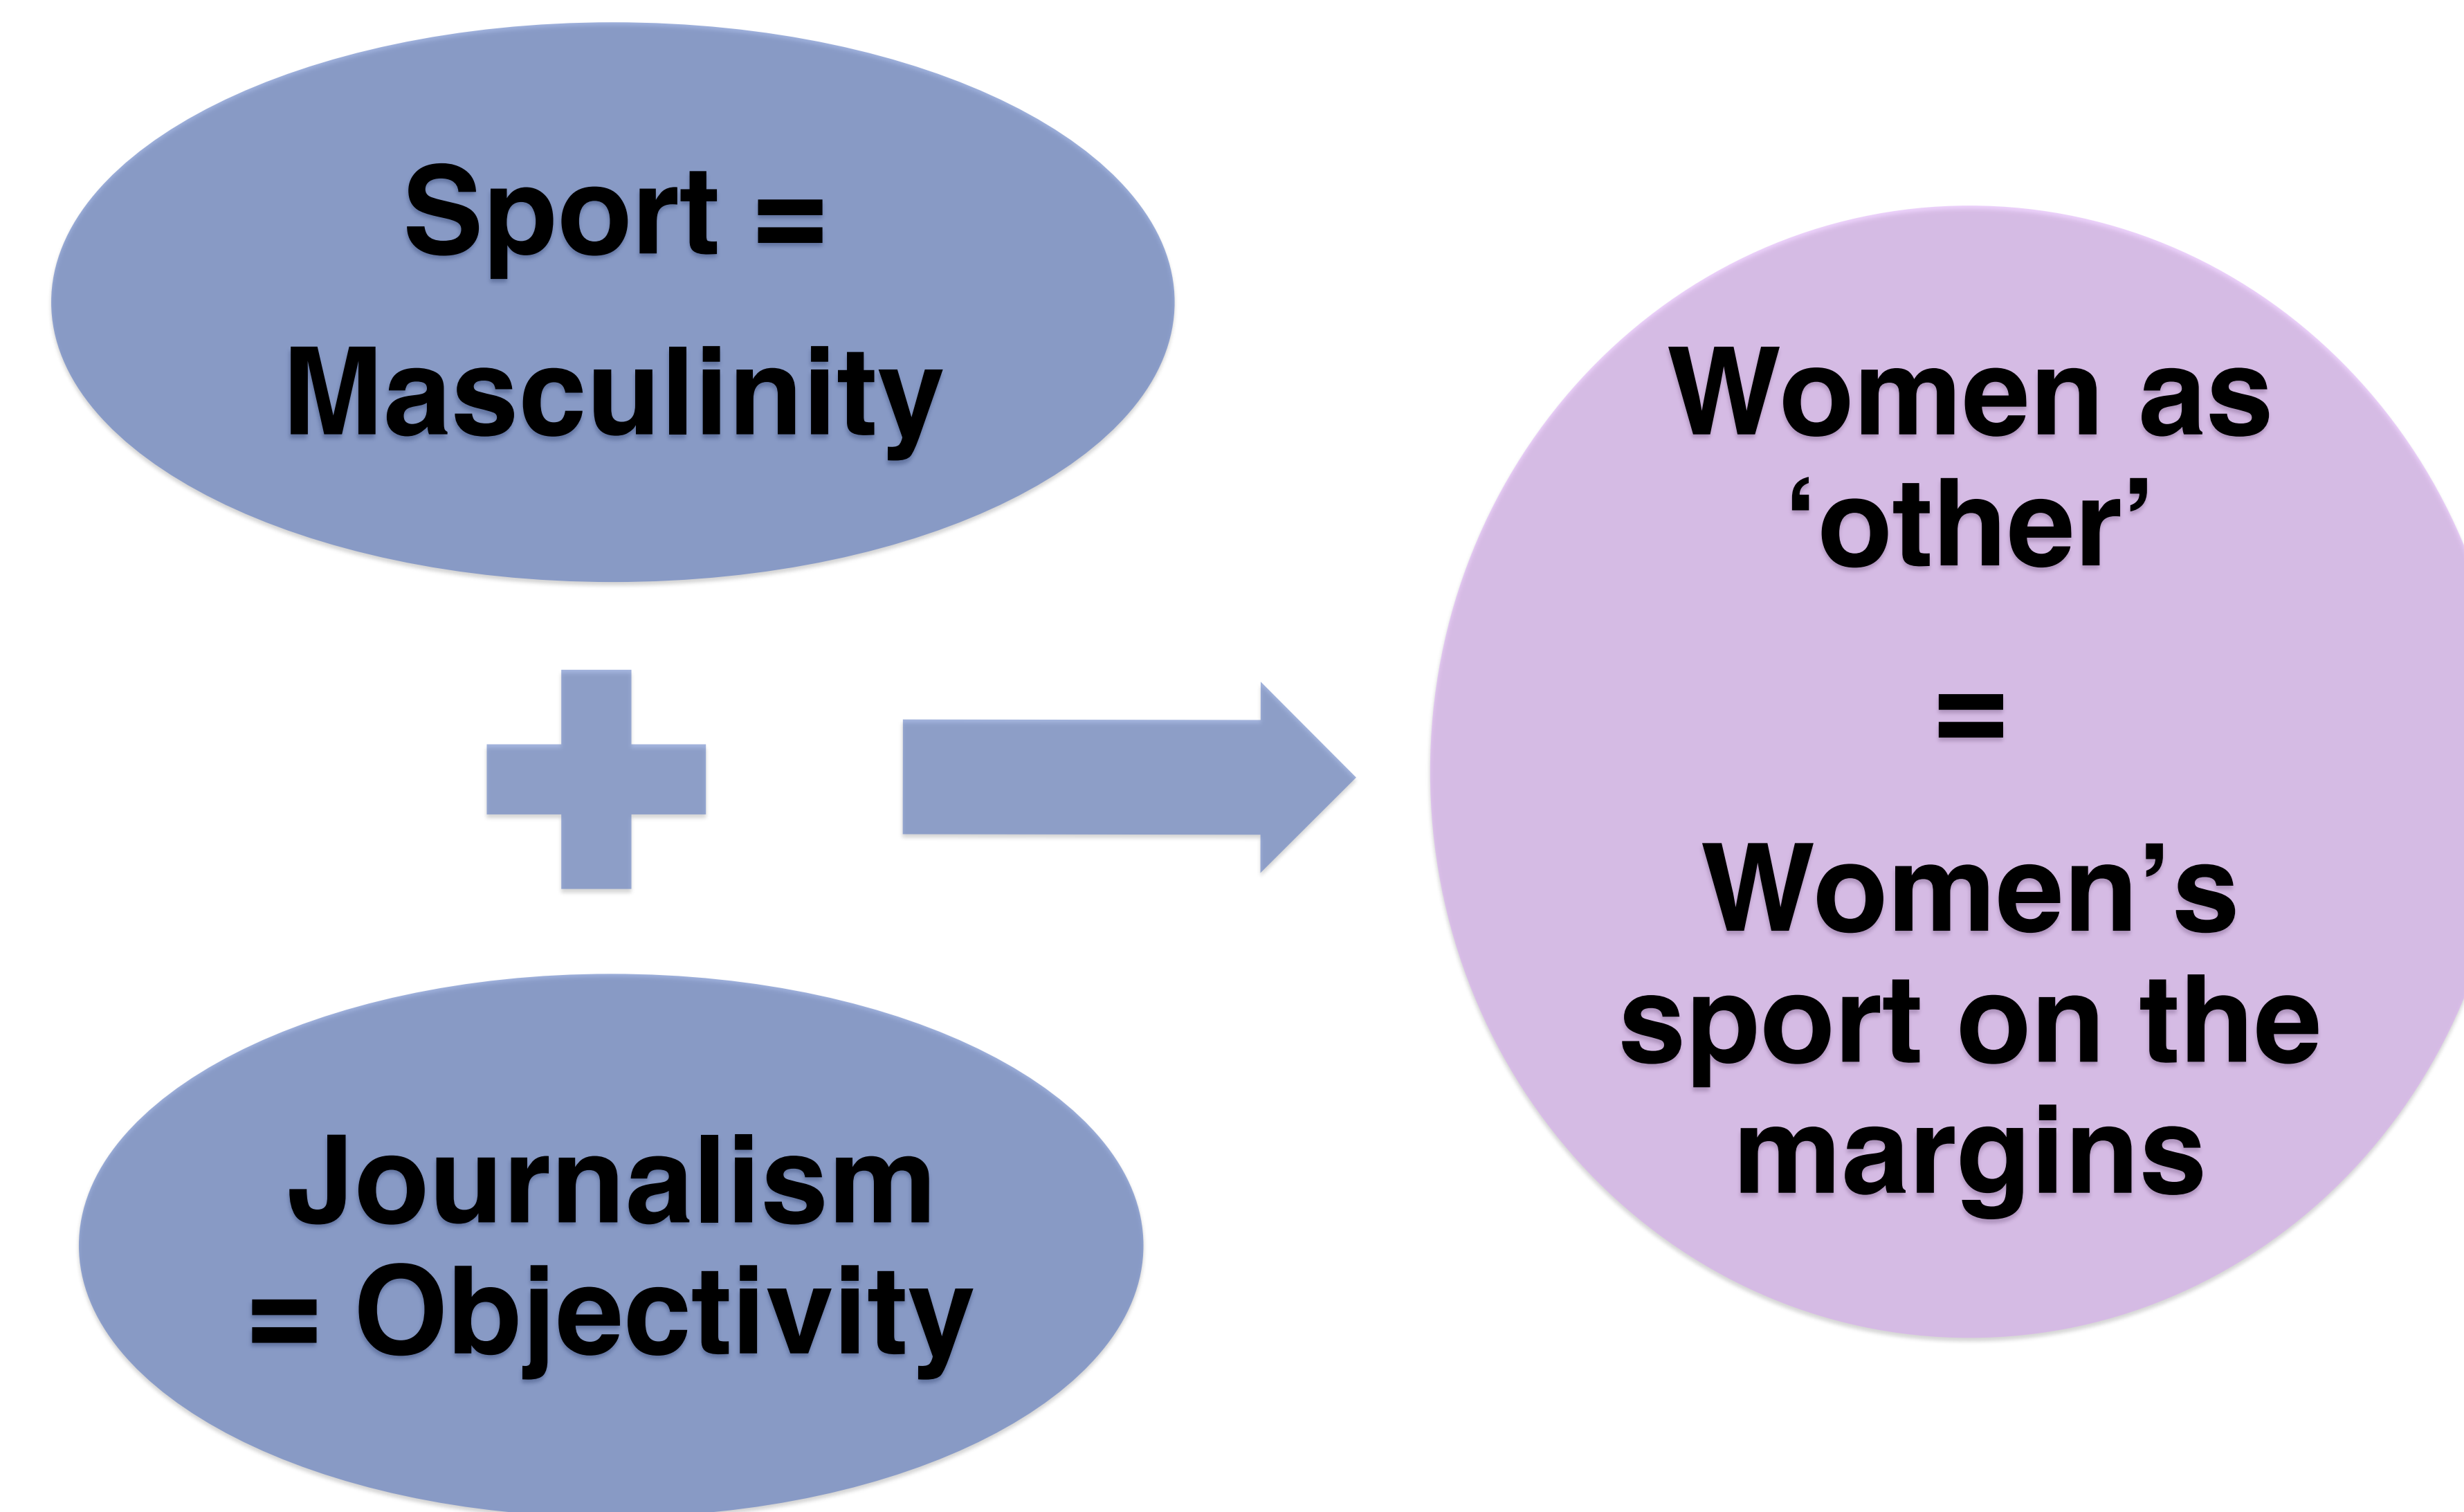 Sport =
Masculinity
Journalism
= Objectivity
Women as
‘other’
=
Women’s
sport on the
margins